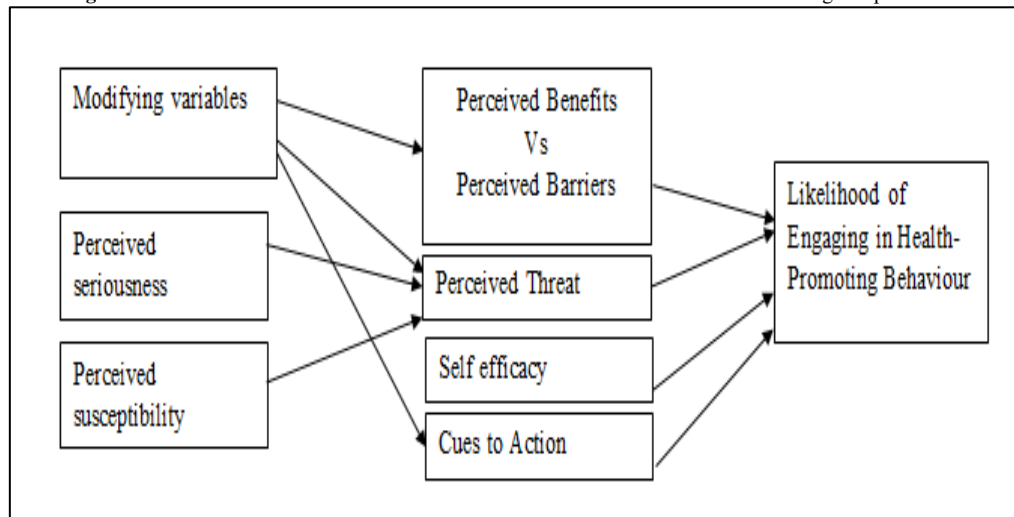 Modifying variables
Perceived
seriousness
Perceived
susceptibility
Perceived Benefits
Vs
Perceived Barriers
Perceived Threat
Self efficacy
Cues to Action
Likelihood of
Engaging in Health-
Promoting Behaviour